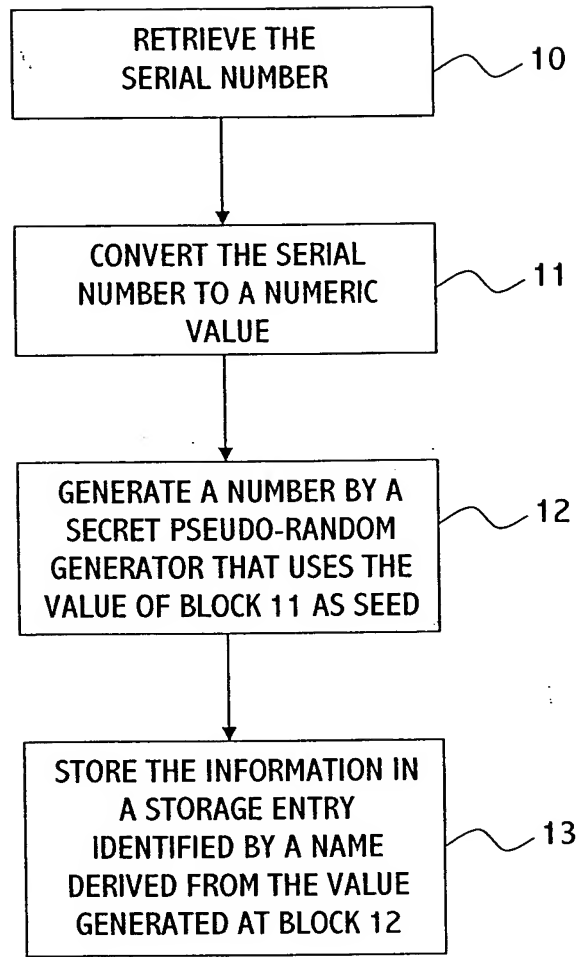 RETRIEVE THE
SERIAL NUMBER
10
CONVERT THE SERIAL
NUMBER TO A NUMERIC
VALUE
11
GENERATE A NUMBER BY A
SECRET PSEUDO-RANDOM
GENERATOR THAT USES THE
VALUE OF BLOCK 11 AS SEED
12
STORE THE INFORMATION IN
A STORAGE ENTRY
IDENTIFIED BY A NAME
DERIVED FROM THE VALUE
GENERATED AT BLOCK 12
13